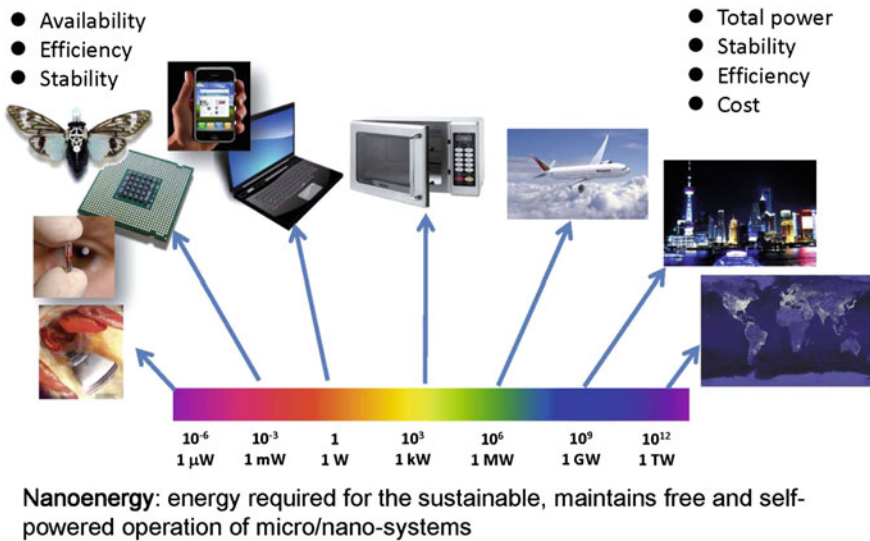 ● Availability
● Efficiency
● Stability
● Total power
● Stability
● Efficiency
● Cost
10⁻⁶ 10⁻³ 1 10³ 10⁶ 10⁹ 10¹²
1 μW 1 mW 1 W 1 kW 1 MW 1 GW 1 TW
Nanoenergy: energy required for the sustainable, maintains free and self-
powered operation of micro/nano-systems